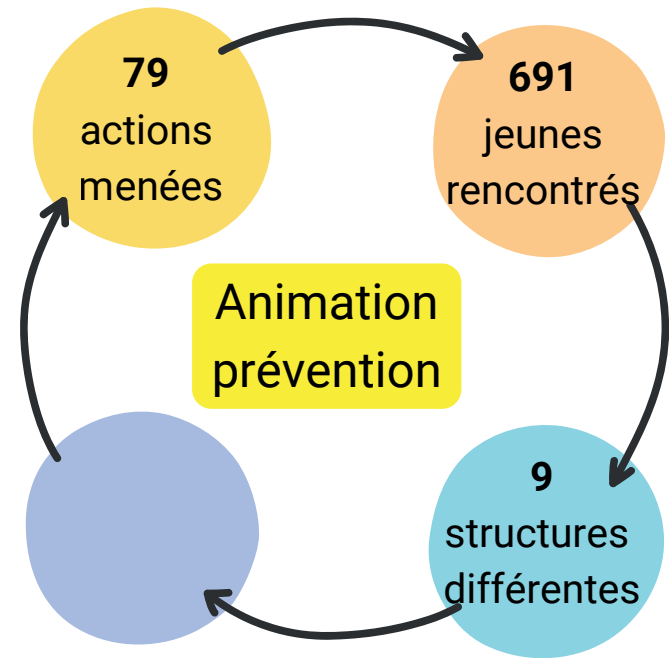 79
actions
menées
691
jeunes
rencontrés
Animation
prévention
9
structures
différentes